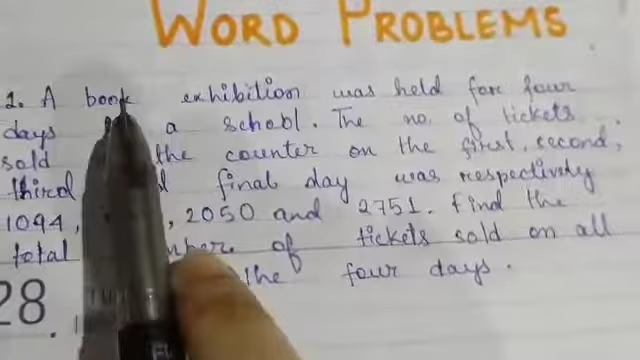 WORD PROBLEMS
1. A book exhibition was held for four
days a school. The no. of tickets
sold the counter on the first, second,
third final day was respectively
1094, , 2050 and 2751. Find the
total of tickets sold on all
the four days.
28